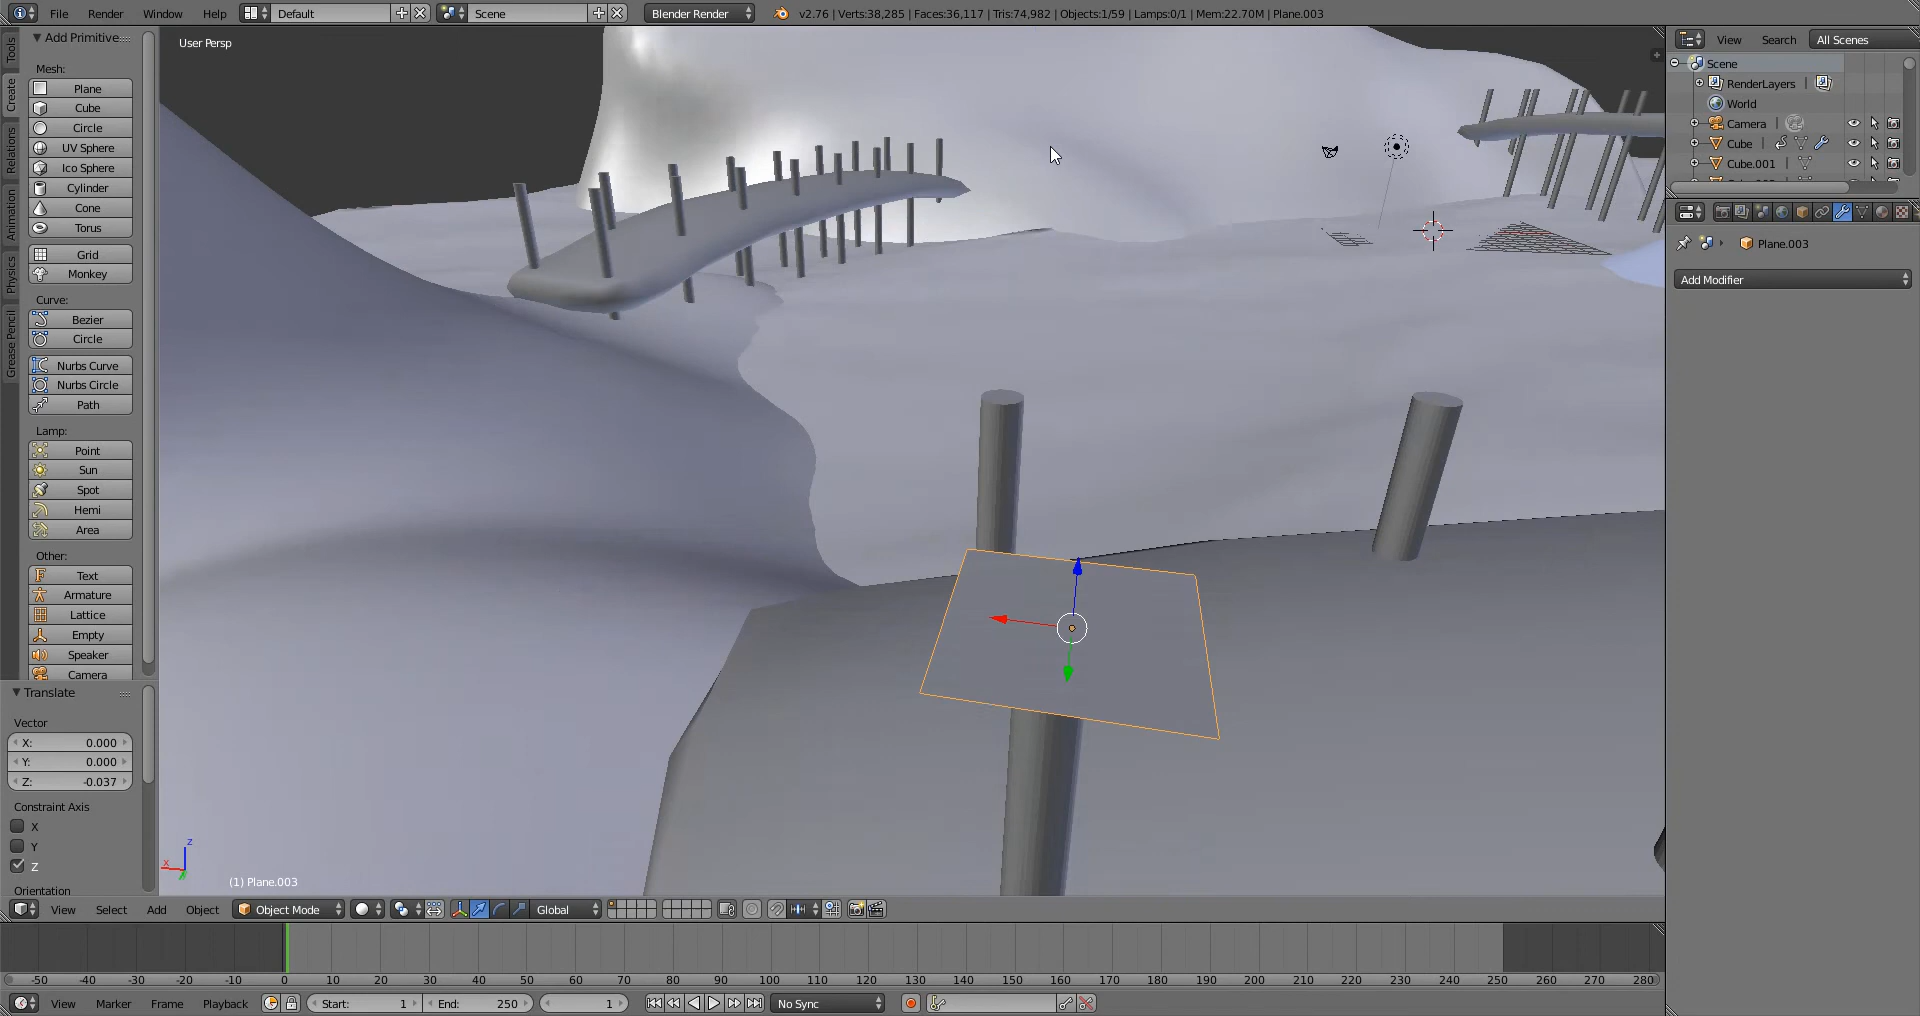 File Render Window Help Default Scene Blender Render v2.76 | Verts:38,285 | Faces:36,117 | Tris:74,982 | Objects:1/59 | Lamps:0/1 | Mem:22.70M | Plane.003
Tools
Create
Relations
Animation
Physics
Grease Pencil
Add Primitive
Mesh:
Plane
Cube
Circle
UV Sphere
Ico Sphere
Cylinder
Cone
Torus
Grid
Monkey
Curve:
Bezier
Circle
Nurbs Curve
Nurbs Circle
Path
Lamp:
Point
Sun
Spot
Hemi
Area
Other:
Text
Armature
Lattice
Empty
Speaker
Camera
Translate
Vector
X: 0.000
Y: 0.000
Z: -0.037
Constraint Axis
X
Y
Z
Orientation
User Persp
z
x
y
(1) Plane.003
View Search All Scenes
Scene
RenderLayers
World
Camera
Cube
Cube.001
Plane.003
Add Modifier
View Select Add Object Object Mode Global
-50 -40 -30 -20 -10 0 10 20 30 40 50 60 70 80 90 100 110 120 130 140 150 160 170 180 190 200 210 220 230 240 250 260 270 280
View Marker Frame Playback Start: 1 End: 250 1 No Sync